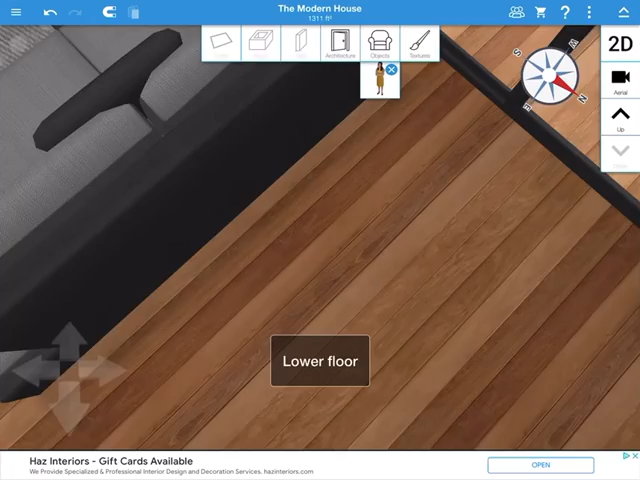 The Modern House
1311 ft²
Architecture
Objects
Textures
2D
Aerial
Up
S
W
N
E
Lower floor
Haz Interiors - Gift Cards Available
We Provide Specialized & Professional Interior Design and Decoration Services. hazinteriors.com
OPEN